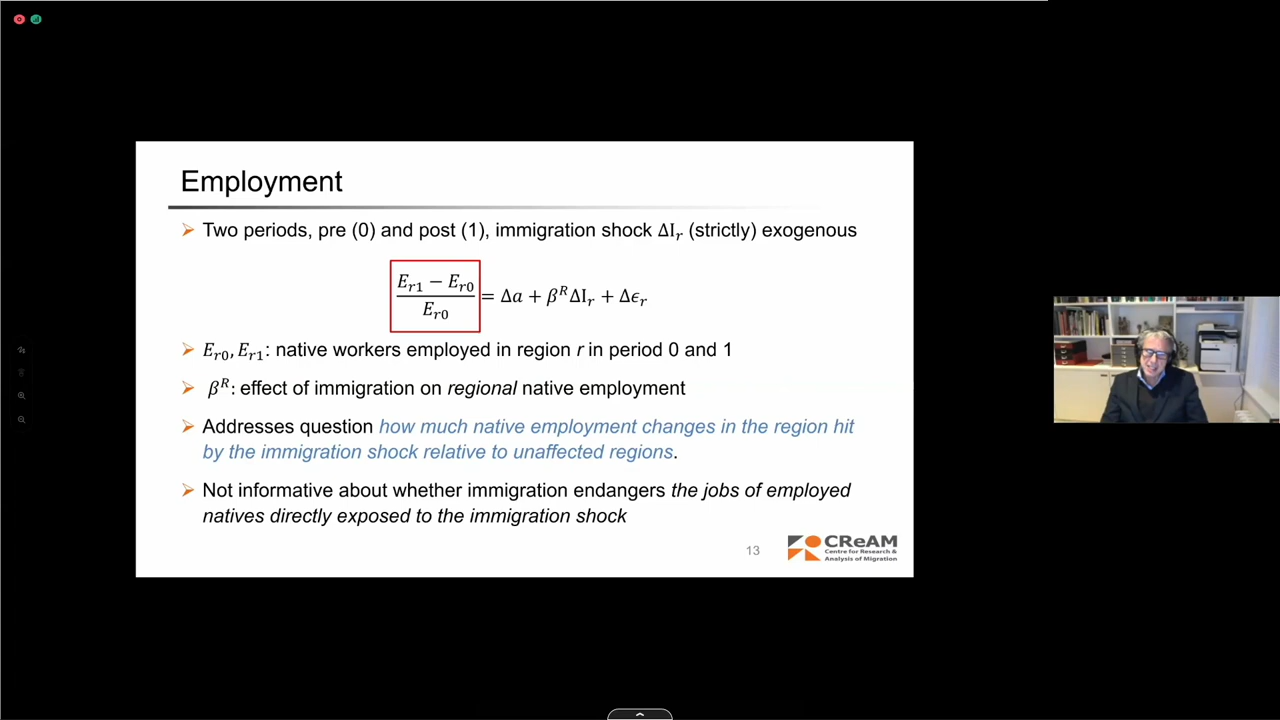 Employment
➢ Two periods, pre (0) and post (1), immigration shock ΔI_r (strictly) exogenous
(E_r1 − E_r0) / E_r0 = Δa + β^R ΔI_r + Δϵ_r
➢ E_r0, E_r1: native workers employed in region r in period 0 and 1
➢ β^R: effect of immigration on regional native employment
➢ Addresses question how much native employment changes in the region hit
by the immigration shock relative to unaffected regions.
➢ Not informative about whether immigration endangers the jobs of employed
natives directly exposed to the immigration shock
13
CReAM
Centre for Research &
Analysis of Migration